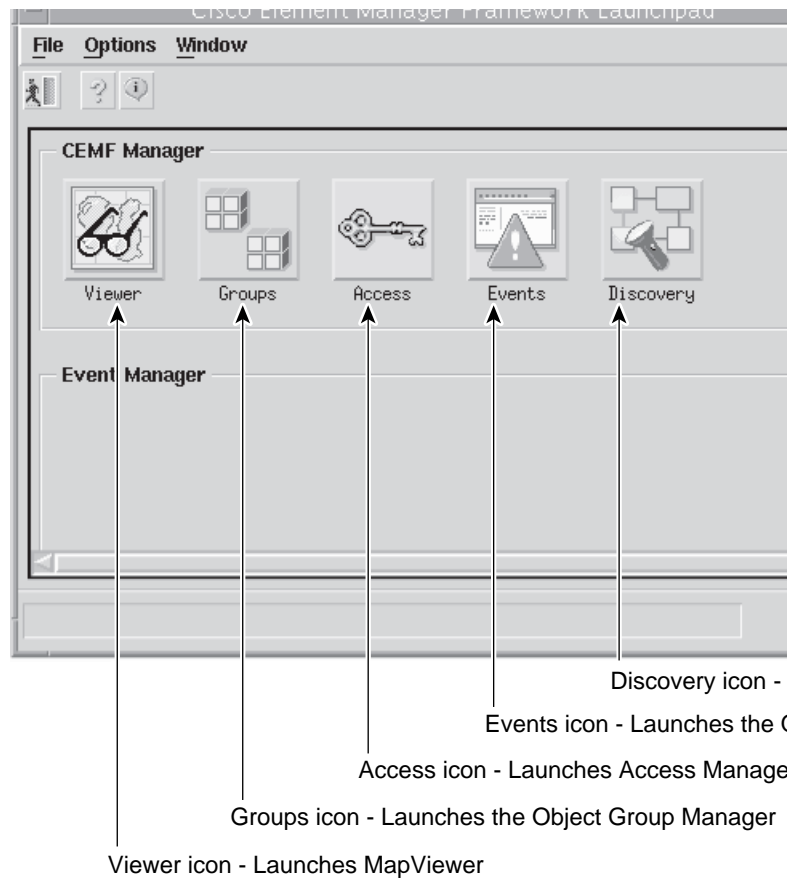 Cisco Element Manager Framework Launchpad
File Options Window
CEMF Manager
Viewer Groups Access Events Discovery
Event Manager
Discovery icon -
Events icon - Launches the
Access icon - Launches Access Manage
Groups icon - Launches the Object Group Manager
Viewer icon - Launches MapViewer